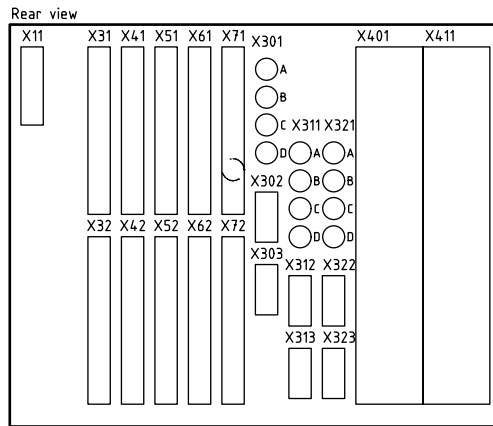 Rear view
X11 X31 X41 X51 X61 X71 X301 X401 X411
A
B
C X311 X321
D A A
X302 B B
C C
X32 X42 X52 X62 X72 D D
X303 X312 X322
X313 X323